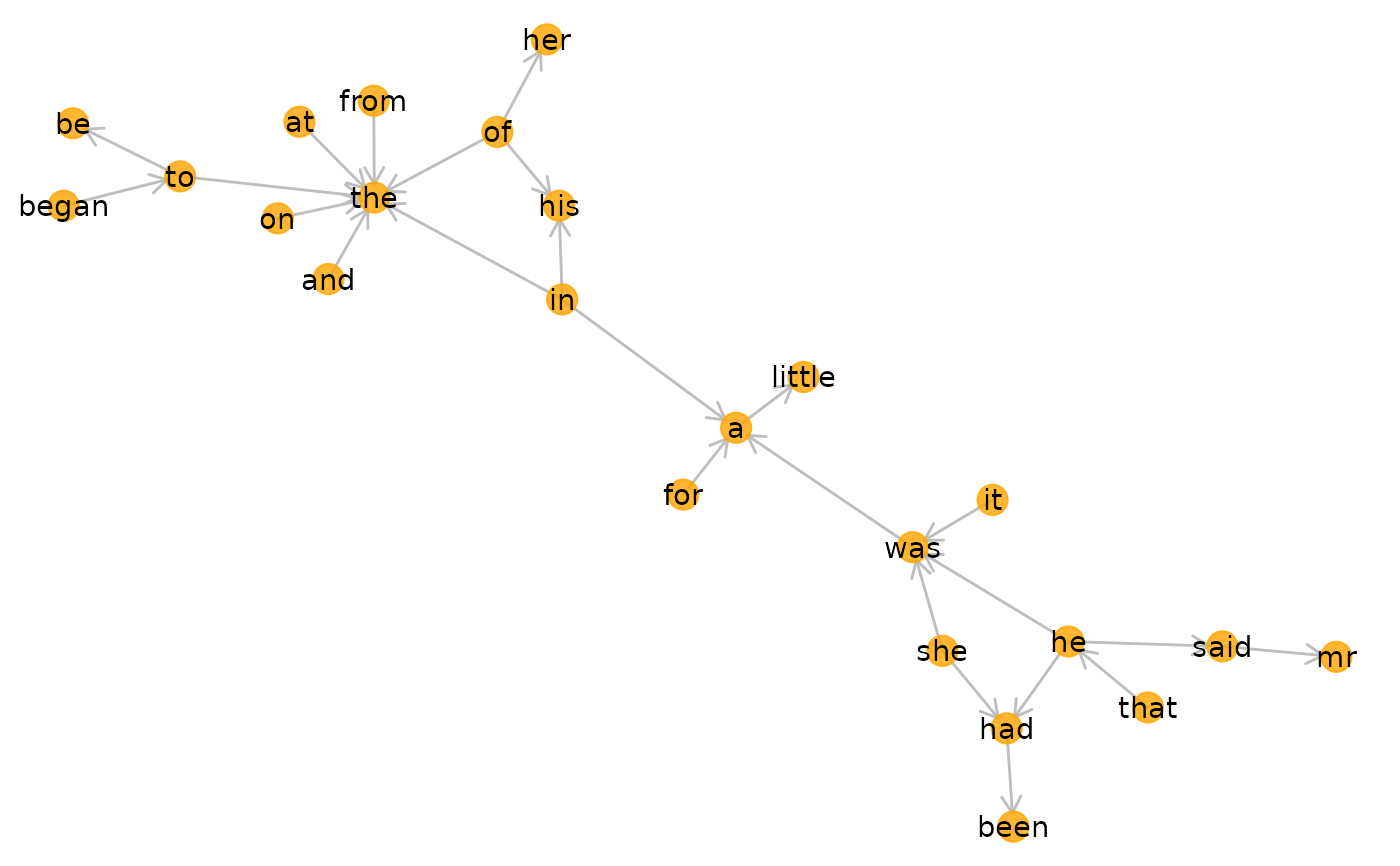 her
from
be
at
of
to
the
began
his
on
and
in
little
a
for
it
was
he
said
she
mr
that
had
been